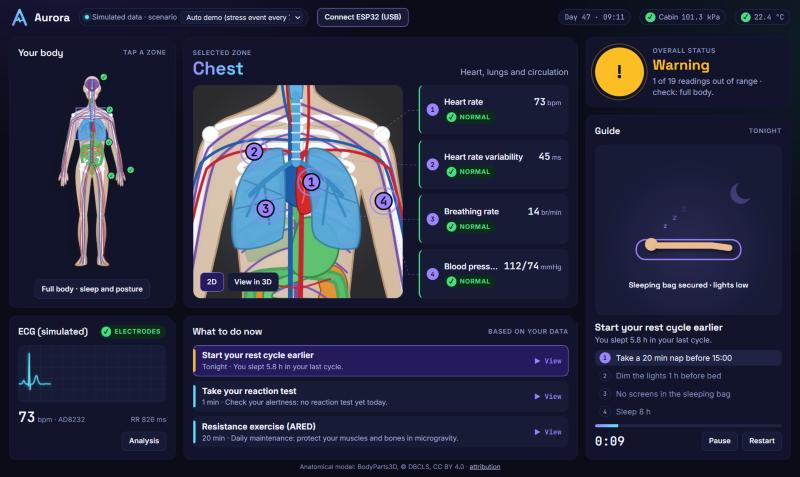 Aurora
Simulated data · scenario
Auto demo (stress event every
Connect ESP32 (USB)
Day 47 · 09:11
Cabin 101.3 kPa
22.4 °C
Your body
TAP A ZONE
Full body · sleep and posture
SELECTED ZONE
Chest
Heart, lungs and circulation
1
2
3
4
2D
View in 3D
1
Heart rate
73 bpm
NORMAL
2
Heart rate variability
45 ms
NORMAL
3
Breathing rate
14 br/min
NORMAL
4
Blood press...
112/74 mmHg
NORMAL
!
OVERALL STATUS
Warning
1 of 19 readings out of range ·
check: full body.
Guide
TONIGHT
z
z
z
Sleeping bag secured · lights low
Start your rest cycle earlier
You slept 5.8 h in your last cycle.
1 Take a 20 min nap before 15:00
2 Dim the lights 1 h before bed
3 No screens in the sleeping bag
4 Sleep 8 h
0:09
Pause
Restart
ECG (simulated)
ELECTRODES
73 bpm · AD8232
RR 826 ms
Analysis
What to do now
BASED ON YOUR DATA
Start your rest cycle earlier
Tonight · You slept 5.8 h in your last cycle.
▶ View
Take your reaction test
1 min · Check your alertness: no reaction test yet today.
▶ View
Resistance exercise (ARED)
20 min · Daily maintenance: protect your muscles and bones in microgravity.
▶ View
Anatomical model: BodyParts3D, © DBCLS, CC BY 4.0 · attribution